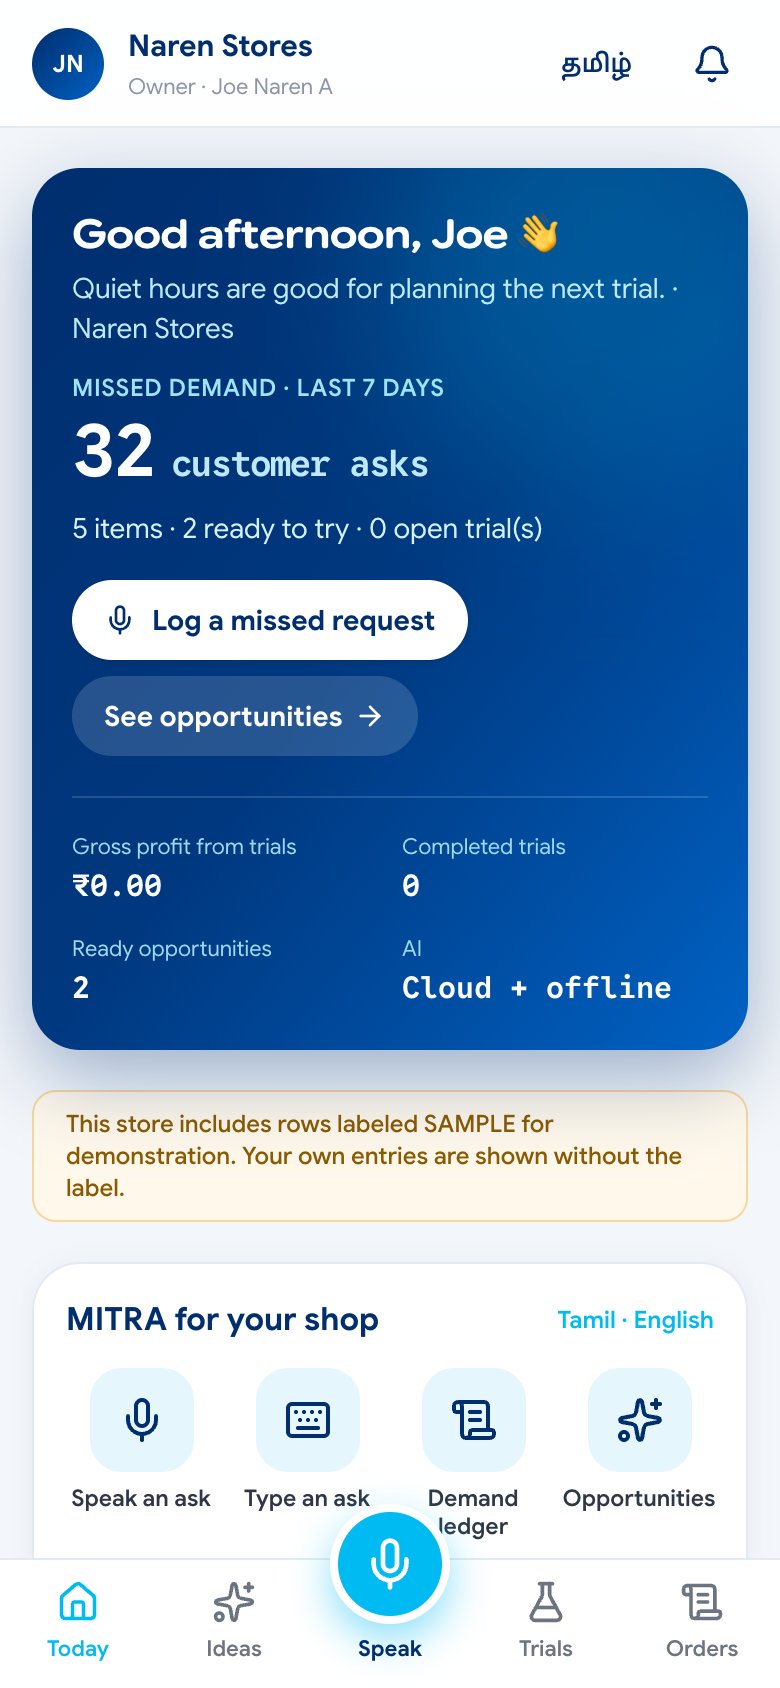 JN
Naren Stores
Owner · Joe Naren A
தமிழ்
Good afternoon, Joe 👋
Quiet hours are good for planning the next trial. ·
Naren Stores
MISSED DEMAND · LAST 7 DAYS
32 customer asks
5 items · 2 ready to try · 0 open trial(s)
Log a missed request
See opportunities →
Gross profit from trials
₹0.00
Completed trials
0
Ready opportunities
2
AI
Cloud + offline
This store includes rows labeled SAMPLE for
demonstration. Your own entries are shown without the
label.
MITRA for your shop
Tamil · English
Speak an ask
Type an ask
Demand
ledger
Opportunities
Today
Ideas
Speak
Trials
Orders